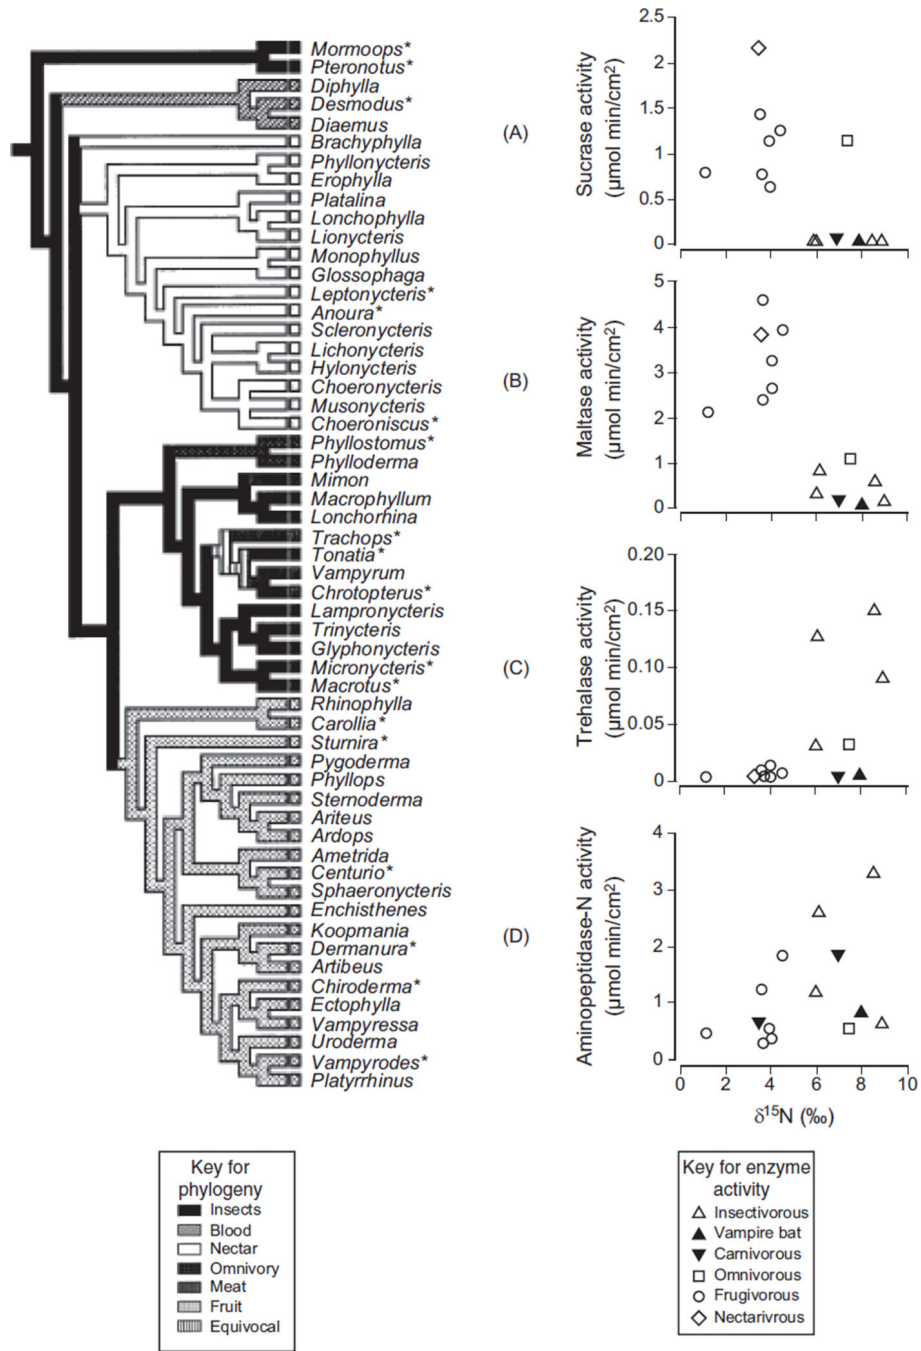 Mormoops*
Pteronotus*
Diphylla
Desmodus*
Diaemus
Brachyphylla
Phyllonycteris
Erophylla
Platalina
Lonchophylla
Lionycteris
Monophyllus
Glossophaga
Leptonycteris*
Anoura*
Scleronycteris
Lichonycteris
Hylonycteris
Choeronycteris
Musonycteris
Choeroniscus*
Phyllostomus*
Phylloderma
Mimon
Macrophyllum
Lonchorhina
Trachops*
Tonatia*
Vampyrum
Chrotopterus*
Lampronycteris
Trinycteris
Glyphonycteris
Micronycteris*
Macrotus*
Rhinophylla
Carollia*
Sturnira*
Pygoderma
Phyllops
Sternoderma
Ariteus
Ardops
Ametrida
Centurio*
Sphaeronycteris
Enchisthenes
Koopmania
Dermanura*
Artibeus
Chiroderma*
Ectophylla
Vampyressa
Uroderma
Vampyrodes*
Platyrrhinus
Key for
phylogeny
Insects
Blood
Nectar
Omnivory
Meat
Fruit
Equivocal
(A)
Sucrase activity
(µmol min/cm2)
2.5
2
1.5
1
0.5
0
(B)
Maltase activity
(µmol min/cm2)
5
4
3
2
1
0
(C)
Trehalase activity
(µmol min/cm2)
0.20
0.15
0.10
0.05
0
(D)
Aminopeptidase-N activity
(µmol min/cm2)
4
3
2
1
0
0 2 4 6 8 10
δ15N (‰)
Key for enzyme
activity
Insectivorous
Vampire bat
Carnivorous
Omnivorous
Frugivorous
Nectarivrous